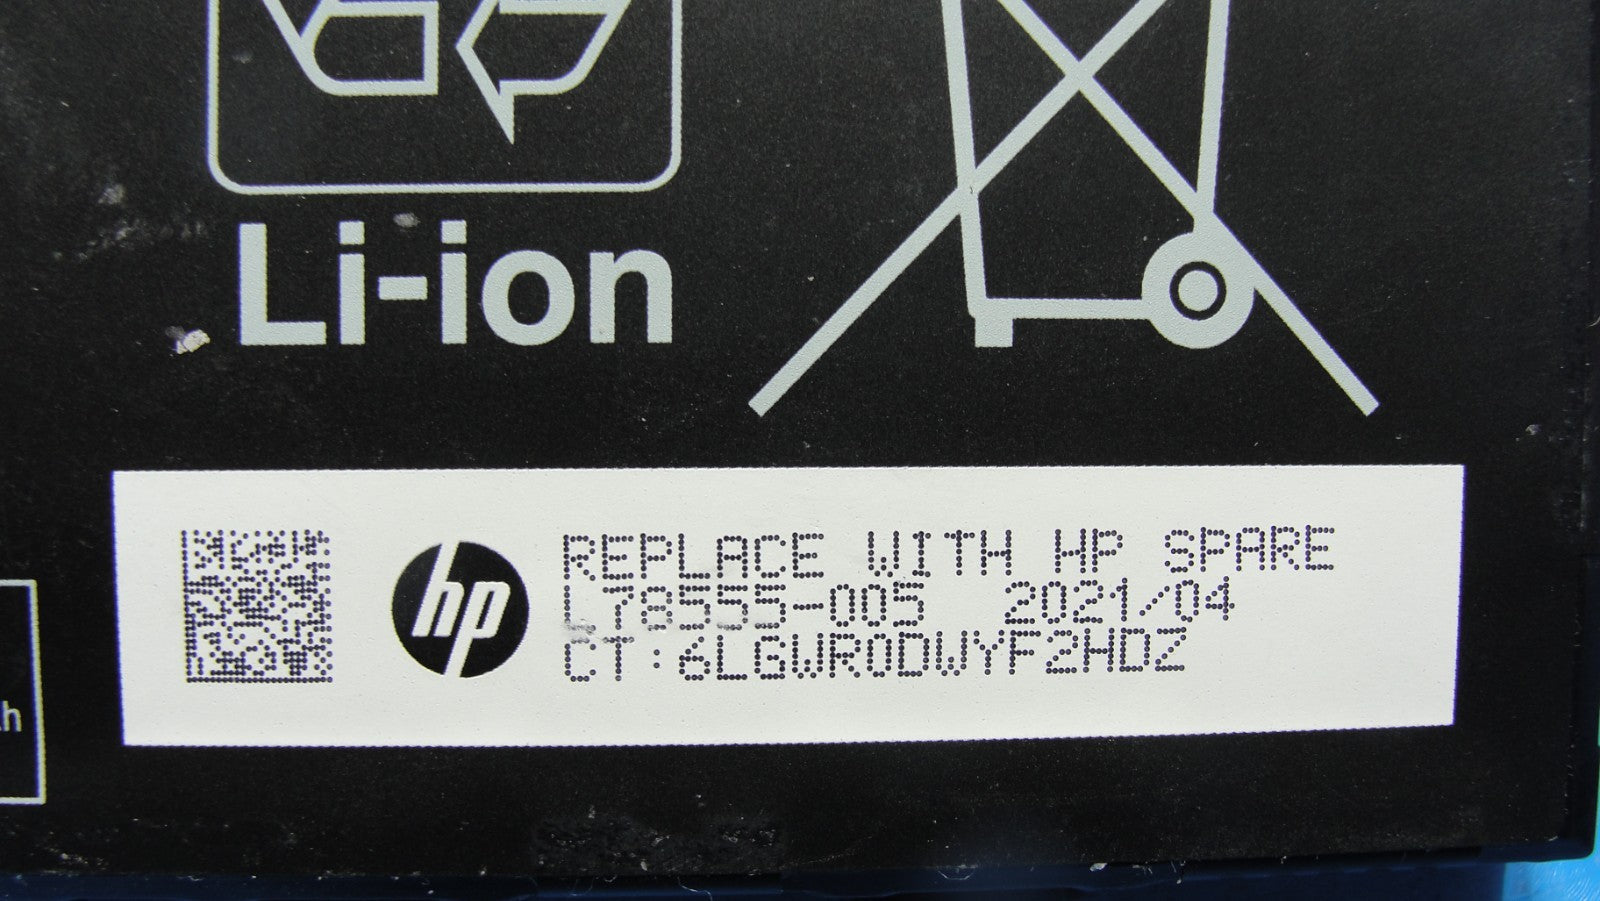 Li-ion
hp
REPLACE WITH HP SPARE
L78555-005 2021/04
CT:6LGWR0DWYF2HDZ
h